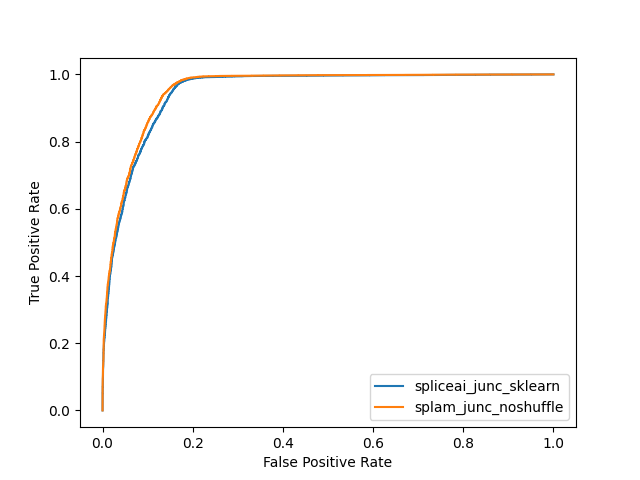 1.0
0.8
0.6
0.4
0.2
0.0
True Positive Rate
0.0 0.2 0.4 0.6 0.8 1.0
False Positive Rate
spliceai_junc_sklearn
splam_junc_noshuffle